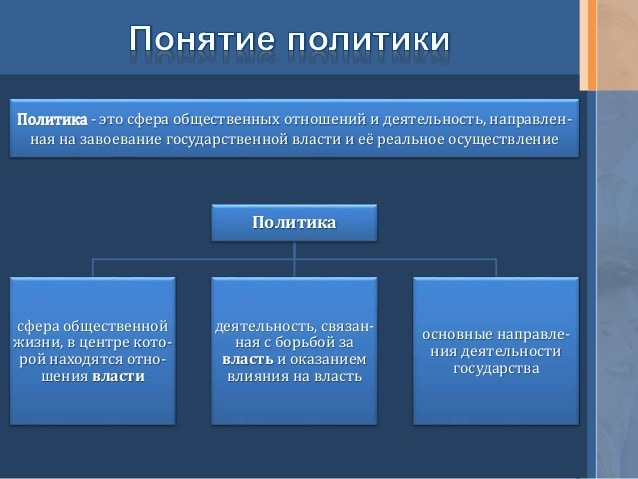 Понятие политики
Политика - это сфера общественных отношений и деятельность, направлен-
ная на завоевание государственной власти и её реальное осуществление
Политика
сфера общественной
жизни, в центре кото-
рой находятся отно-
шения власти
деятельность, связан-
ная с борьбой за
власть и оказанием
влияния на власть
основные направле-
ния деятельности
государства